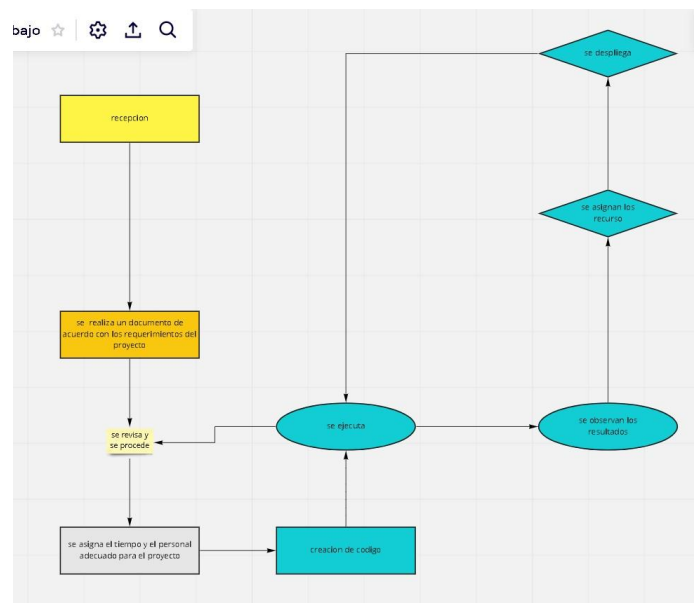 bajo
se despliega
recepcion
se asignan los
recurso
se realiza un documento de
acuerdo con los requerimientos del
proyecto
se revisa y
se procede
se ejecuta
se observan los
resultados
se asigna el tiempo y el personal
adecuado para el proyecto
creacion de codigo